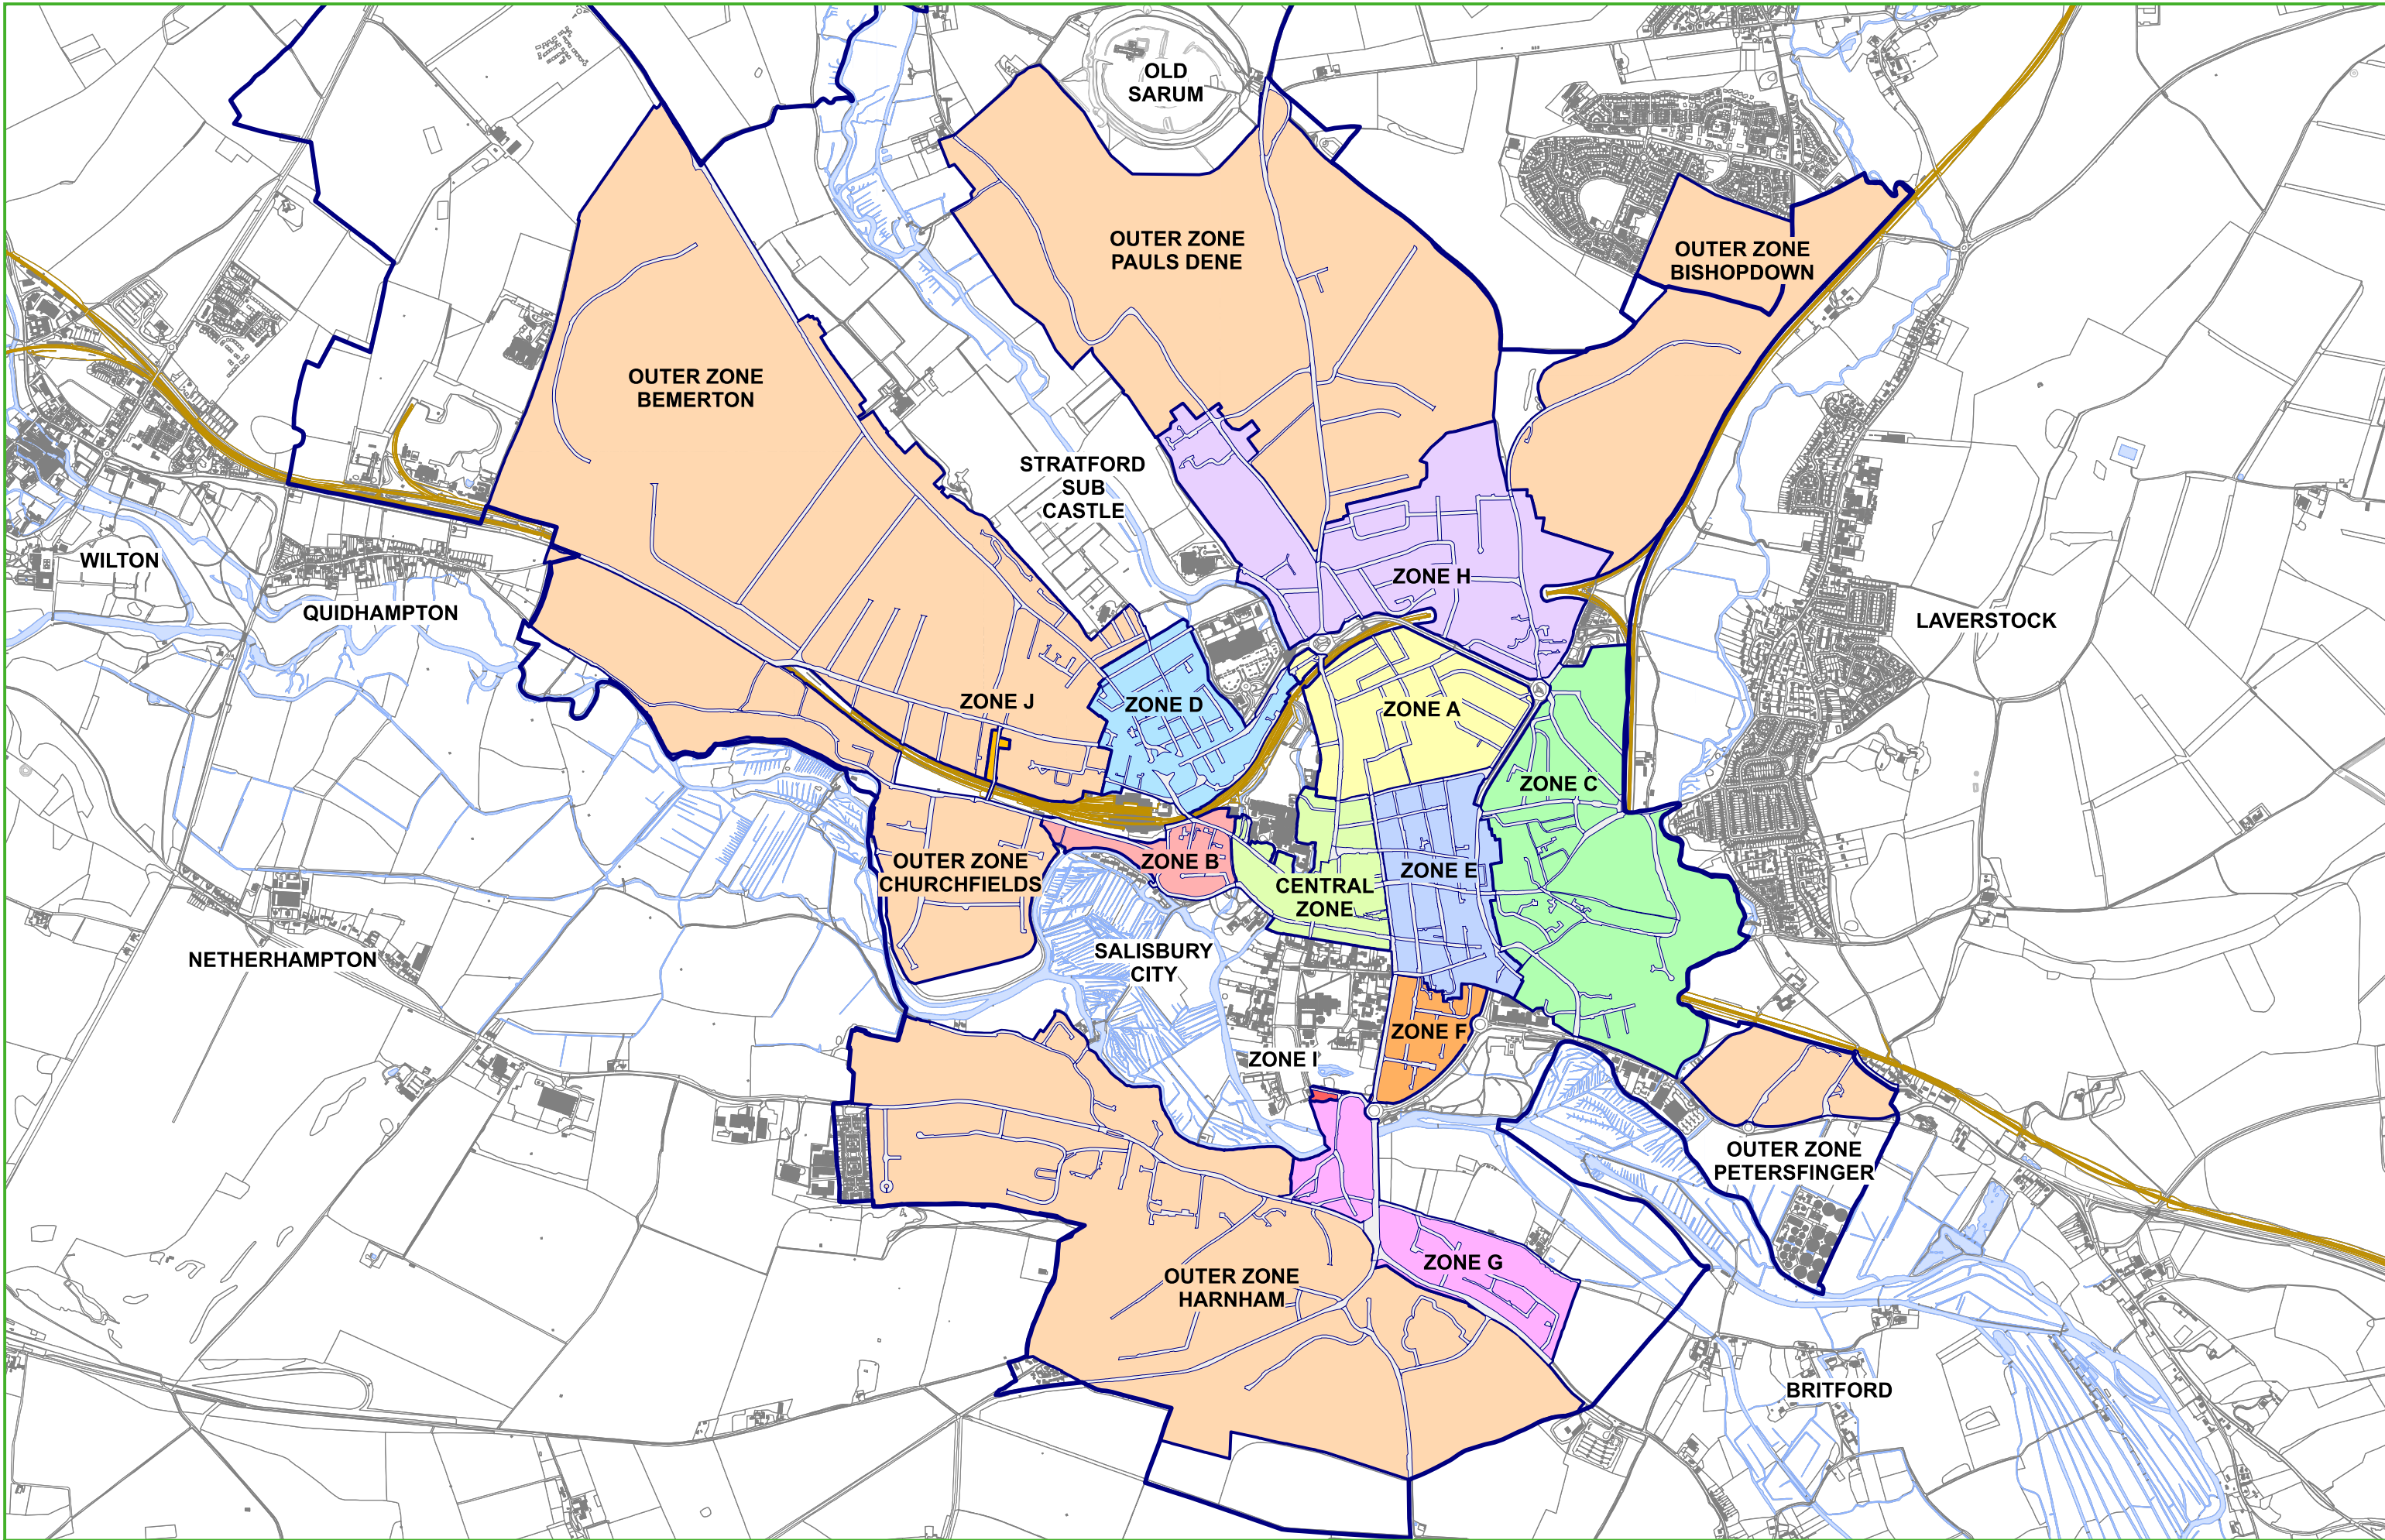 OLD
SARUM
OUTER ZONE
PAULS DENE
OUTER ZONE
BISHOPDOWN
OUTER ZONE
BEMERTON
STRATFORD
SUB
CASTLE
WILTON
QUIDHAMPTON
ZONE H
LAVERSTOCK
ZONE J
ZONE D
ZONE A
ZONE C
OUTER ZONE
CHURCHFIELDS
ZONE B
ZONE E
CENTRAL
ZONE
NETHERHAMPTON
SALISBURY
CITY
ZONE F
ZONE I
OUTER ZONE
PETERSFINGER
ZONE G
OUTER ZONE
HARNHAM
BRITFORD